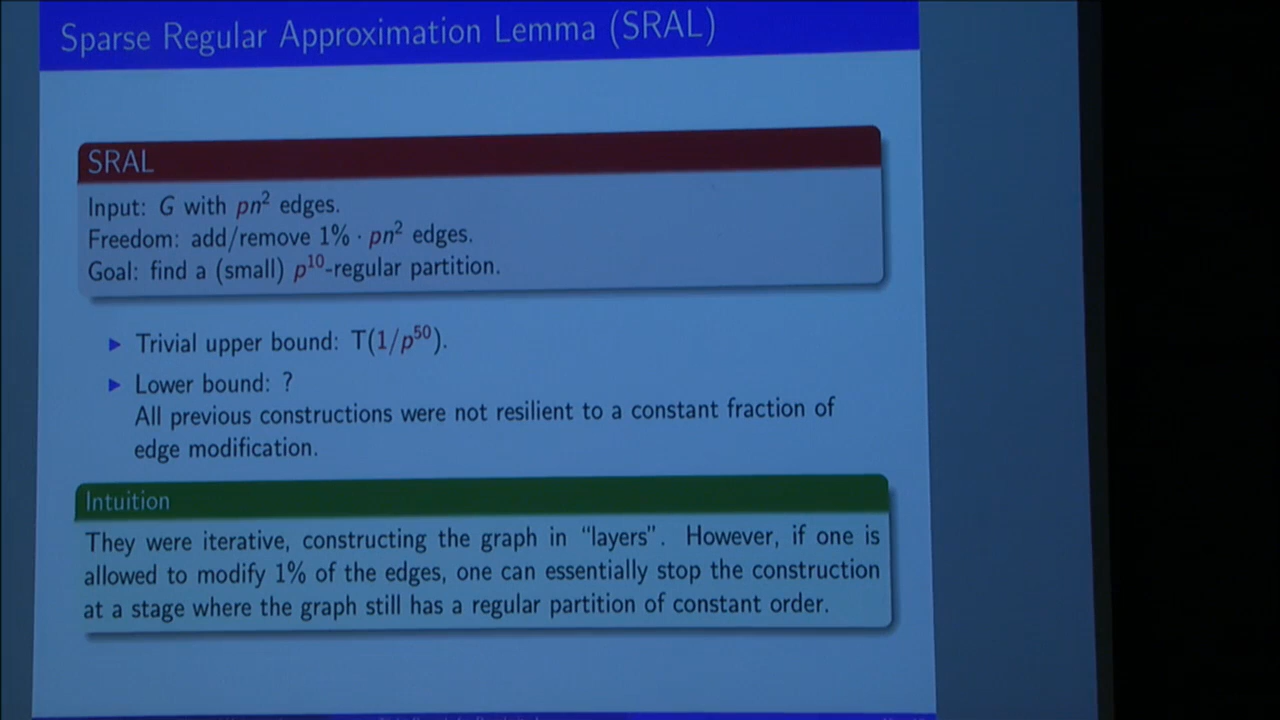 Sparse Regular Approximation Lemma (SRAL)
SRAL
Input: G with pn² edges.
Freedom: add/remove 1% · pn² edges.
Goal: find a (small) p¹⁰-regular partition.
▶ Trivial upper bound: T(1/p⁵⁰).
▶ Lower bound: ?
All previous constructions were not resilient to a constant fraction of
edge modification.
Intuition
They were iterative, constructing the graph in “layers”. However, if one is
allowed to modify 1% of the edges, one can essentially stop the construction
at a stage where the graph still has a regular partition of constant order.